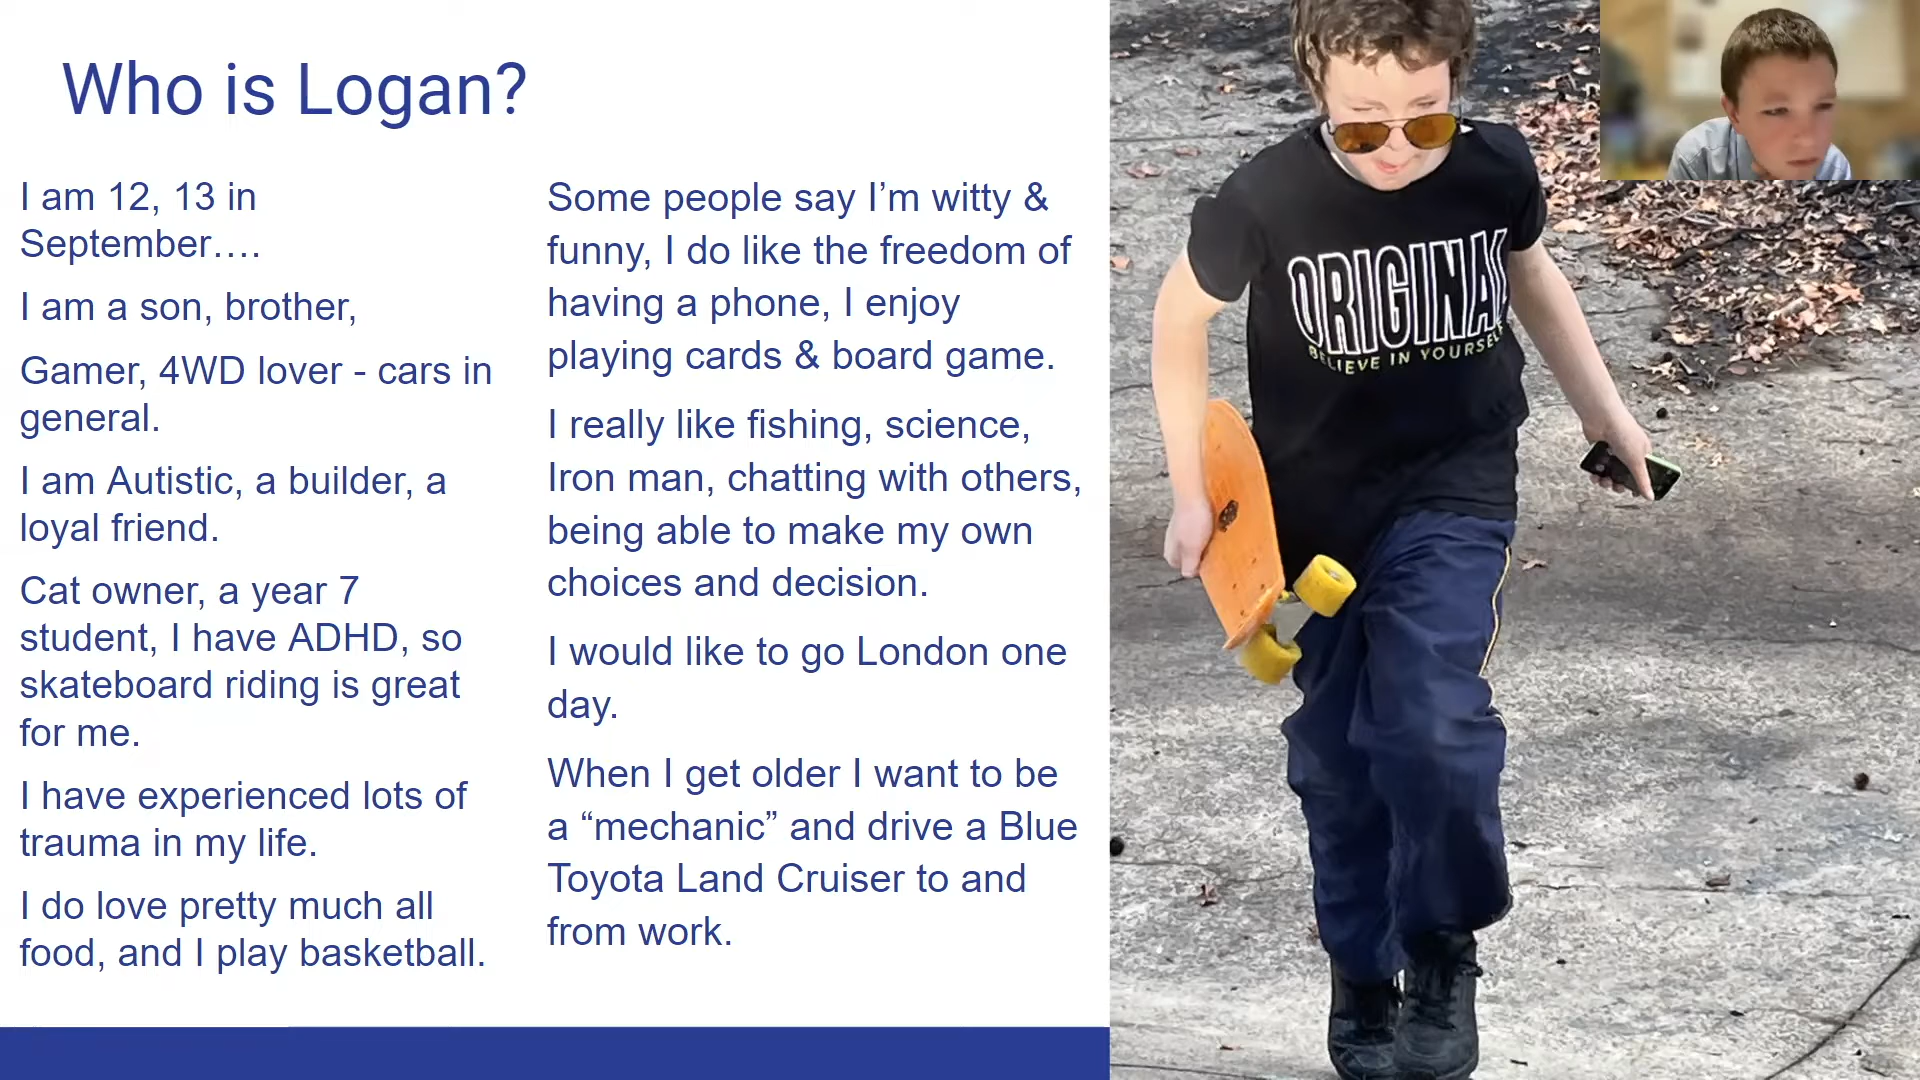 Who is Logan?
I am 12, 13 in
September….
I am a son, brother,
Gamer, 4WD lover - cars in
general.
I am Autistic, a builder, a
loyal friend.
Cat owner, a year 7
student, I have ADHD, so
skateboard riding is great
for me.
I have experienced lots of
trauma in my life.
I do love pretty much all
food, and I play basketball.
Some people say I’m witty &
funny, I do like the freedom of
having a phone, I enjoy
playing cards & board game.
I really like fishing, science,
Iron man, chatting with others,
being able to make my own
choices and decision.
I would like to go London one
day.
When I get older I want to be
a “mechanic” and drive a Blue
Toyota Land Cruiser to and
from work.
ORIGINAL
BELIEVE IN YOURSELF